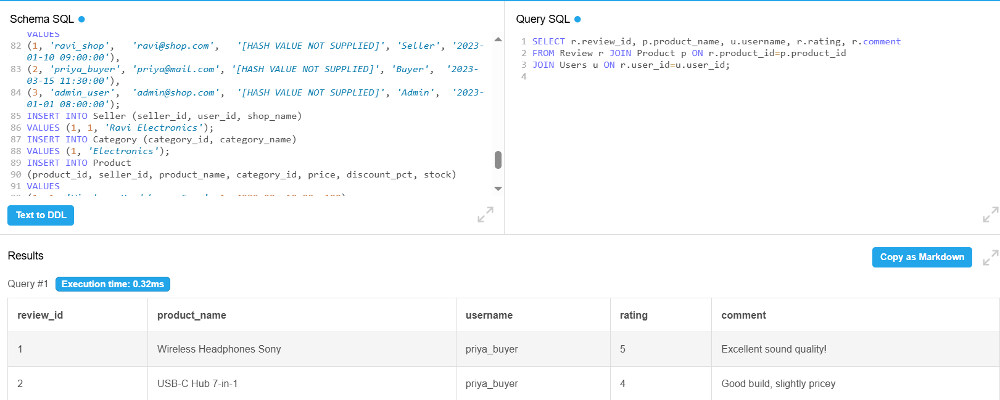 Schema SQL
VALUES
82 (1, 'ravi_shop', 'ravi@shop.com', '[HASH VALUE NOT SUPPLIED]', 'Seller', '2023-
01-10 09:00:00'),
83 (2, 'priya_buyer', 'priya@mail.com', '[HASH VALUE NOT SUPPLIED]', 'Buyer', '2023-
03-15 11:30:00'),
84 (3, 'admin_user', 'admin@shop.com', '[HASH VALUE NOT SUPPLIED]', 'Admin', '2023-
01-01 08:00:00');
85 INSERT INTO Seller (seller_id, user_id, shop_name)
86 VALUES (1, 1, 'Ravi Electronics');
87 INSERT INTO Category (category_id, category_name)
88 VALUES (1, 'Electronics');
89 INSERT INTO Product
90 (product_id, seller_id, product_name, category_id, price, discount_pct, stock)
91 VALUES
Text to DDL
Query SQL
1 SELECT r.review_id, p.product_name, u.username, r.rating, r.comment
2 FROM Review r JOIN Product p ON r.product_id=p.product_id
3 JOIN Users u ON r.user_id=u.user_id;
4
Results
Copy as Markdown
Query #1 Execution time: 0.32ms
review_id product_name username rating comment
1 Wireless Headphones Sony priya_buyer 5 Excellent sound quality!
2 USB-C Hub 7-in-1 priya_buyer 4 Good build, slightly pricey